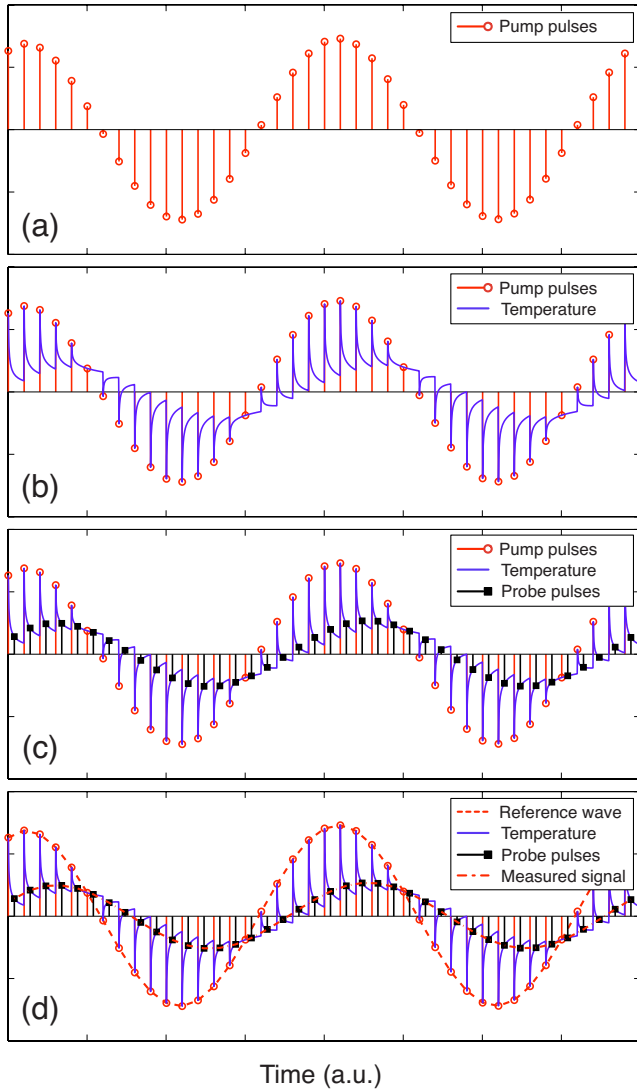 Pump pulses
(a)
Pump pulses
Temperature
(b)
Pump pulses
Temperature
Probe pulses
(c)
Reference wave
Temperature
Probe pulses
Measured signal
(d)
Time (a.u.)